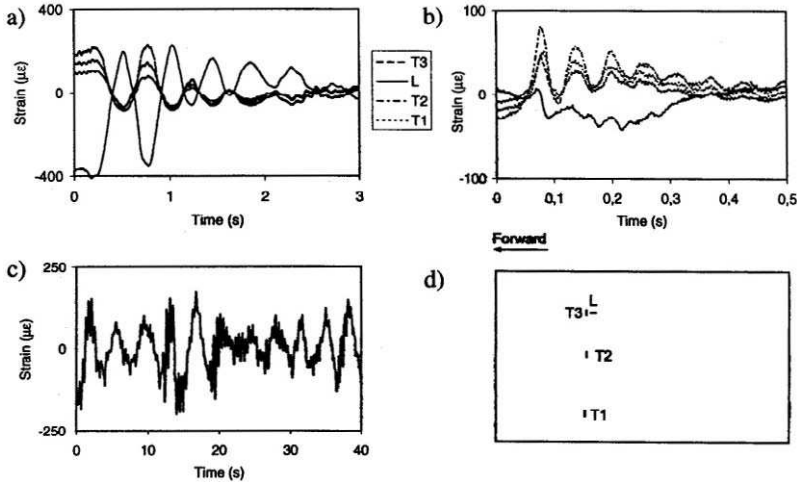 a)
400
0
-400
Strain (με)
0 1 2 3
Time (s)
T3
L
T2
T1
b)
100
0
-100
Strain (με)
0 0,1 0,2 0,3 0,4 0,5
Time (s)
c)
250
0
-250
Strain (με)
0 10 20 30 40
Time (s)
Forward
d)
L
T3
T2
T1